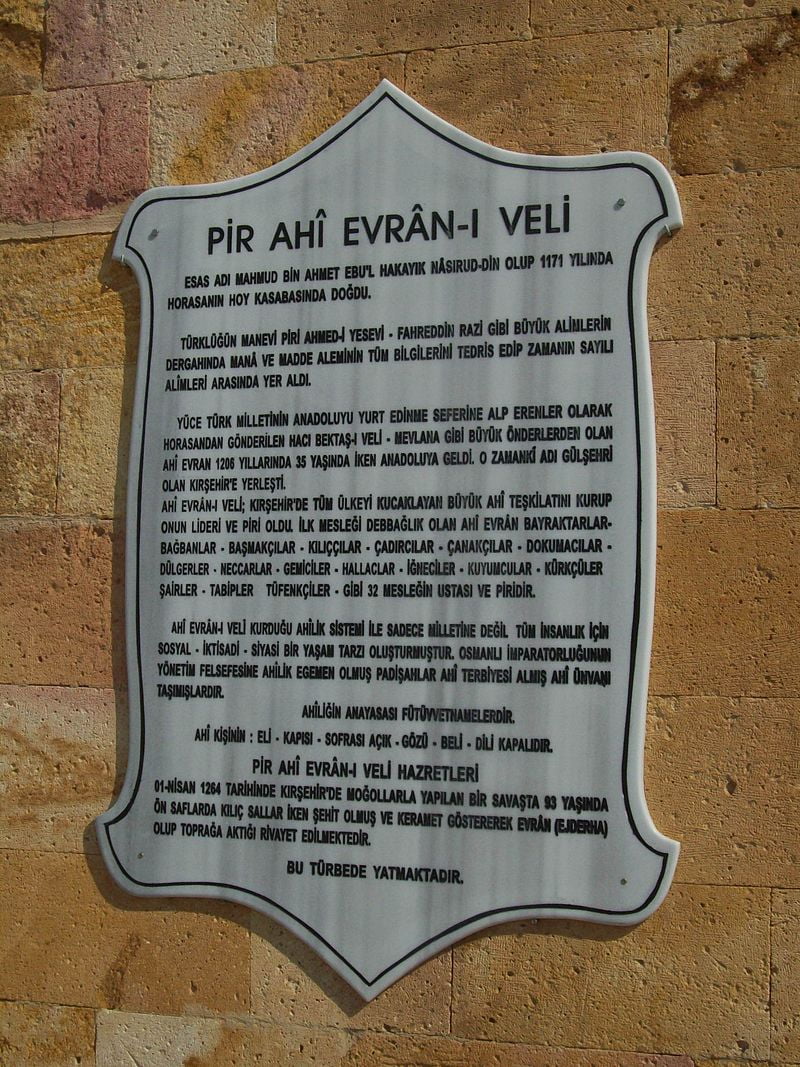 PİR AHÎ EVRÂN-I VELİ
ESAS ADI MAHMUD BİN AHMET EBU'L HAKAYIK NÂSIRUD-DİN OLUP 1171 YILINDA
HORASANIN HOY KASABASINDA DOĞDU.
TÜRKLÜĞÜN MANEVİ PİRİ AHMED-İ YESEVİ - FAHREDDİN RAZİ GİBİ BÜYÜK ALİMLERİN
DERGAHINDA MANÂ VE MADDE ALEMİNİN TÜM BİLGİLERİNİ TEDRİS EDİP ZAMANIN SAYILI
ALİMLERİ ARASINDA YER ALDI.
YÜCE TÜRK MİLLETİNİN ANADOLUYU YURT EDİNME SEFERİNE ALP ERENLER OLARAK
HORASANDAN GÖNDERİLEN HACI BEKTAŞ-I VELİ - MEVLANA GİBİ BÜYÜK ÖNDERLERDEN OLAN
AHİ EVRAN 1206 YILLARINDA 35 YAŞINDA İKEN ANADOLUYA GELDİ. O ZAMANKİ ADI GÜLŞEHRİ
OLAN KIRŞEHİR'E YERLEŞTİ.
AHÎ EVRÂN-I VELİ; KIRŞEHİR'DE TÜM ÜLKEYİ KUCAKLAYAN BÜYÜK AHİ TEŞKİLATINI KURUP
ONUN LİDERİ VE PİRİ OLDU. İLK MESLEĞİ DEBBAĞLIK OLAN AHİ EVRÂN BAYRAKTARLAR-
BAĞBANLAR - BAŞMAKÇILAR - KILIÇÇILAR - ÇADIRCILAR - ÇANAKÇILAR - DOKUMACILAR -
DÜLGERLER - NECCARLAR - GEMİCİLER - HALLACLAR - İĞNECİLER - KUYUMCULAR - KÜRKÇÜLER
ŞAİRLER - TABİPLER TÜFENKÇİLER - GİBİ 32 MESLEĞİN USTASI VE PİRİDİR.
AHİ EVRÂN-I VELİ KURDUĞU AHİLİK SİSTEMİ İLE SADECE MİLLETİNE DEĞİL TÜM İNSANLIK İÇİN
SOSYAL - İKTİSADİ - SİYASİ BİR YAŞAM TARZI OLUŞTURMUŞTUR. OSMANLI İMPARATORLUĞUNUN
YÖNETİM FELSEFESİNE AHİLİK EGEMEN OLMUŞ PADİŞAHLAR AHİ TERBİYESİ ALMIŞ AHİ ÜNVANI
TAŞIMIŞLARDIR.
AHİLİĞİN ANAYASASI FÜTÜVVETNAMELERDİR.
AHÎ KİŞİNİN : ELİ - KAPISI - SOFRASI AÇIK - GÖZÜ - BELİ - DİLİ KAPALIDIR.
PİR AHİ EVRÂN-I VELİ HAZRETLERİ
01-NİSAN 1264 TARİHİNDE KIRŞEHİR'DE MOĞOLLARLA YAPILAN BİR SAVAŞTA 93 YAŞINDA
ÖN SAFLARDA KILIÇ SALLAR İKEN ŞEHİT OLMUŞ VE KERAMET GÖSTEREREK EVRÂN (EJDERHA)
OLUP TOPRAĞA AKTIĞI RİVAYET EDİLMEKTEDİR.
BU TÜRBEDE YATMAKTADIR.